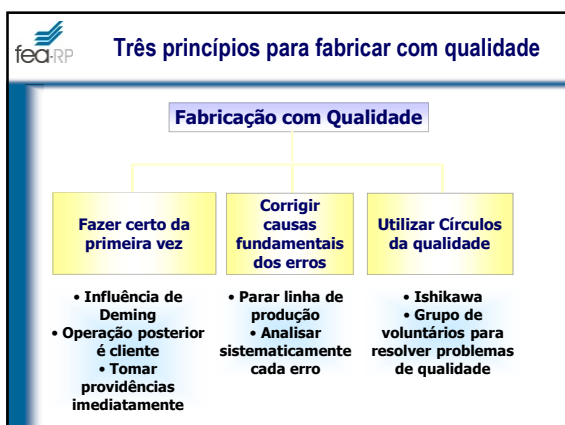 fea-RP
Três princípios para fabricar com qualidade
Fabricação com Qualidade
Fazer certo da
primeira vez
Corrigir
causas
fundamentais
dos erros
Utilizar Círculos
da qualidade
• Influência de
Deming
• Operação posterior
é cliente
• Tomar
providências
imediatamente
• Parar linha de
produção
• Analisar
sistematicamente
cada erro
• Ishikawa
• Grupo de
voluntários para
resolver problemas
de qualidade